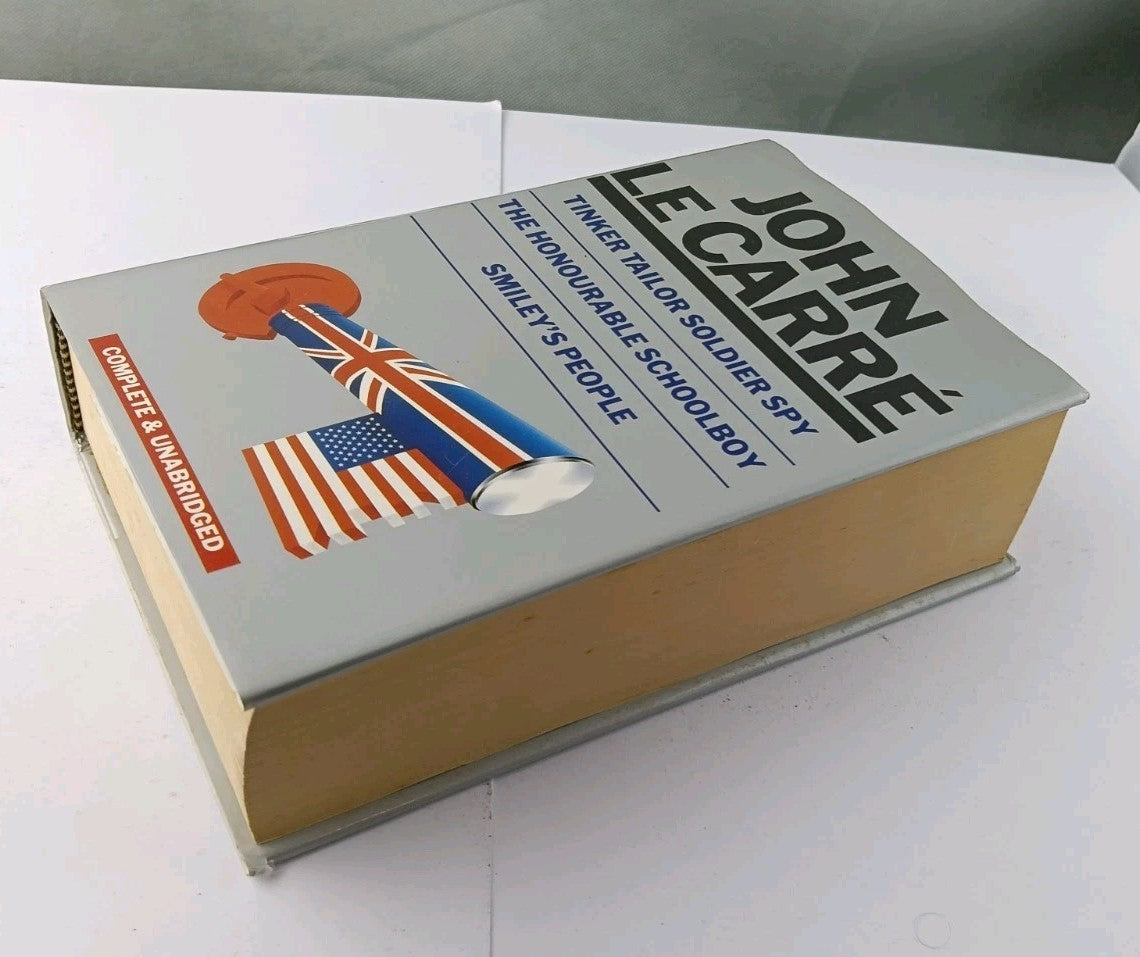 JOHN
LE CARRÉ
TINKER TAILOR SOLDIER SPY
THE HONOURABLE SCHOOLBOY
SMILEY'S PEOPLE
COMPLETE & UNABRIDGED